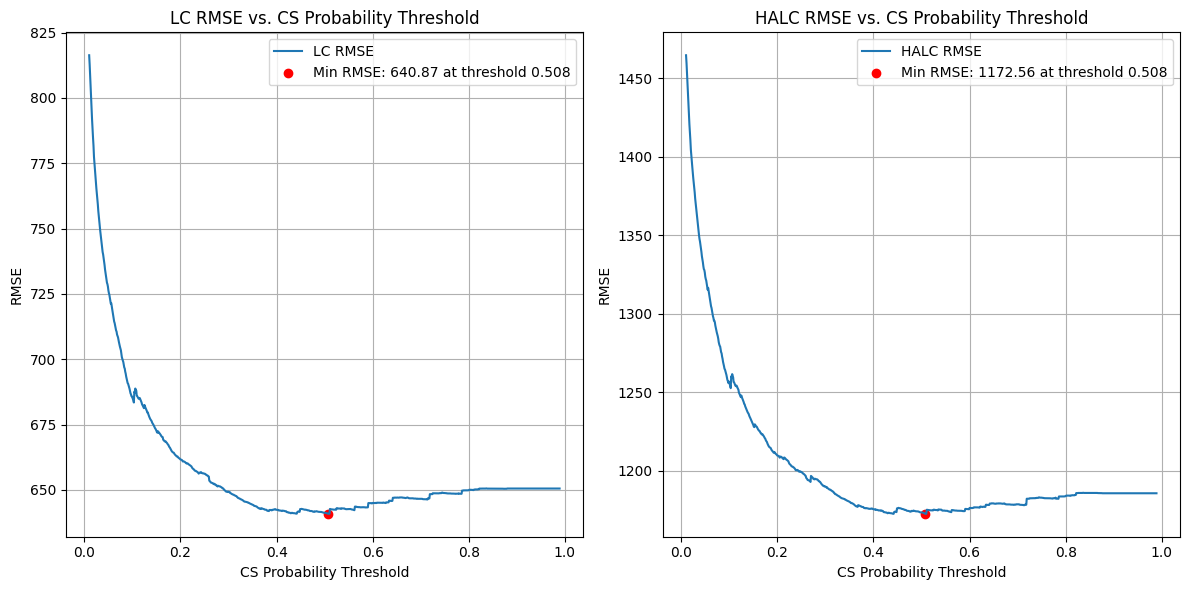 LC RMSE vs. CS Probability Threshold
LC RMSE
Min RMSE: 640.87 at threshold 0.508
825
800
775
750
725
700
675
650
RMSE
0.0 0.2 0.4 0.6 0.8 1.0
CS Probability Threshold
HALC RMSE vs. CS Probability Threshold
HALC RMSE
Min RMSE: 1172.56 at threshold 0.508
1450
1400
1350
1300
1250
1200
RMSE
0.0 0.2 0.4 0.6 0.8 1.0
CS Probability Threshold